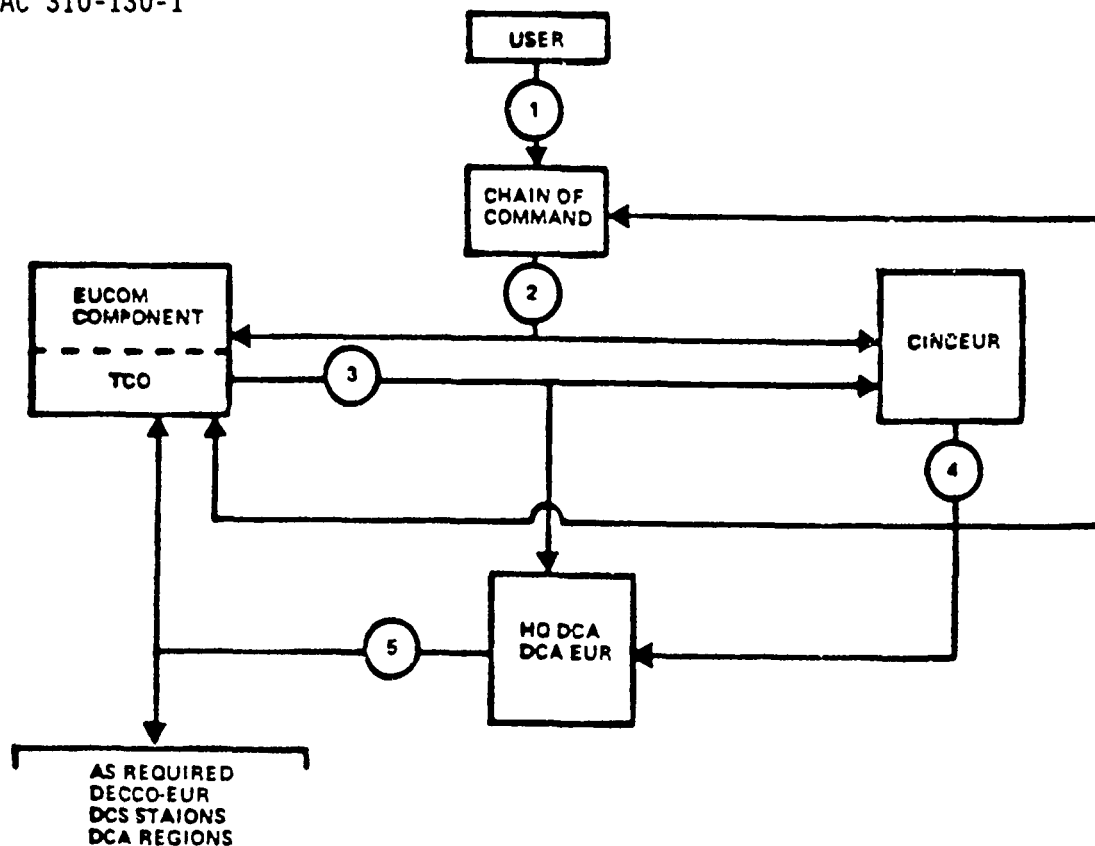 AC 310-130-1
USER
1
CHAIN OF
COMMAND
2
EUCOM
COMPONENT
TCO
3
CINCEUR
4
HQ DCA
DCA EUR
5
AS REQUIRED
DECCO-EUR
DCS STAIONS
DCA REGIONS